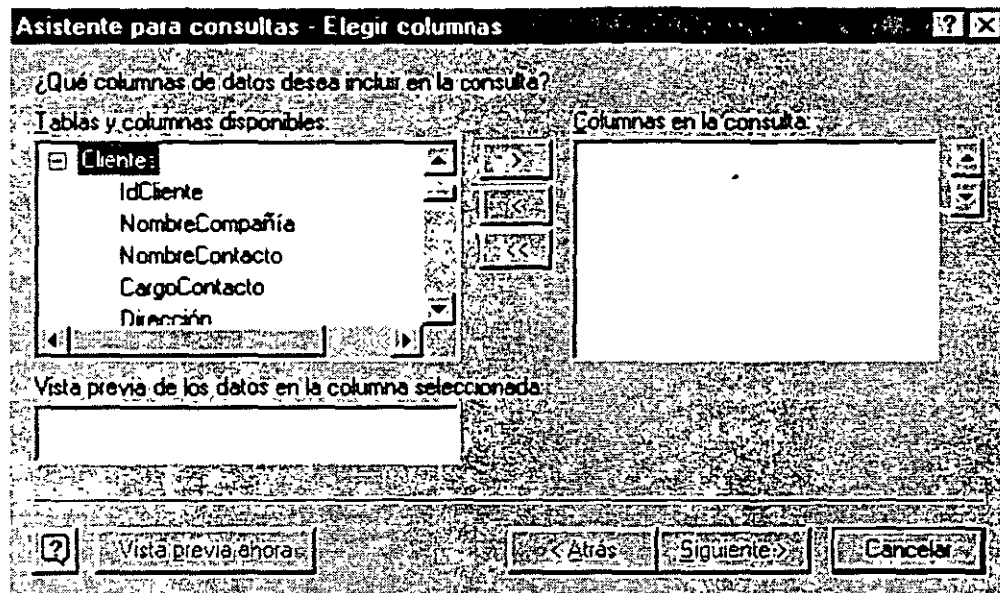 Asistente para consultas - Elegir columnas
¿Qué columnas de datos desea incluir en la consulta?
Tablas y columnas disponibles:
Columnas en la consulta:
Clientes
IdCliente
NombreCompañía
NombreContacto
CargoContacto
Dirección
>
<
<<
Vista previa de los datos en la columna seleccionada:
?
Vista previa ahora
< Atrás
Siguiente >
Cancelar